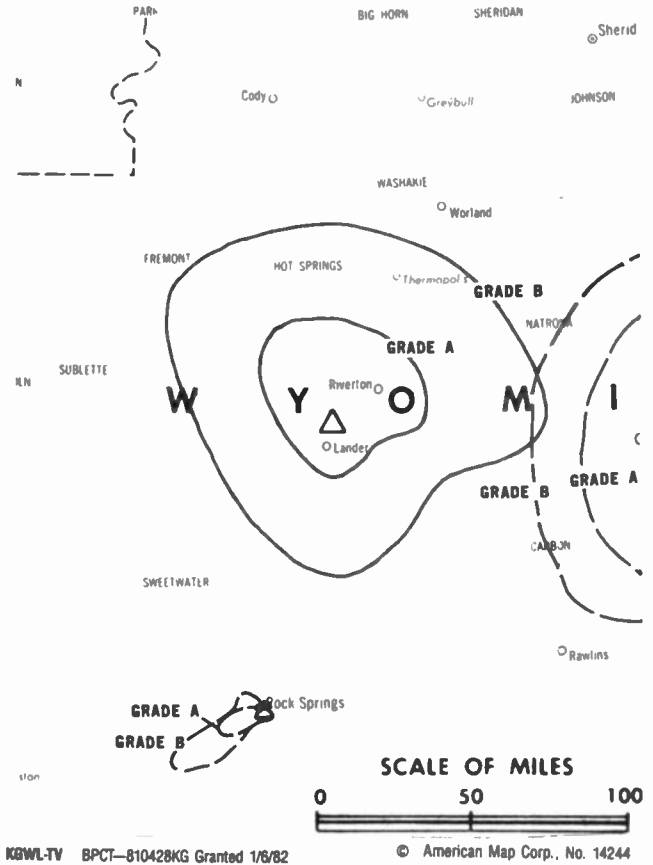 PARK
BIG HORN
SHERIDAN
Sherid
N
Cody
Greybull
JOHNSON
WASHAKIE
Worland
FREMONT
HOT SPRINGS
Thermopolis
GRADE B
NATRONA
GRADE A
SUBLETTE
Riverton
W Y O M I
Lander
GRADE A
GRADE B
CARBON
SWEETWATER
Rawlins
Rock Springs
GRADE A
GRADE B
SCALE OF MILES
0 50 100
KGWL-TV BPCT—810428KG Granted 1/6/82
© American Map Corp., No. 14244